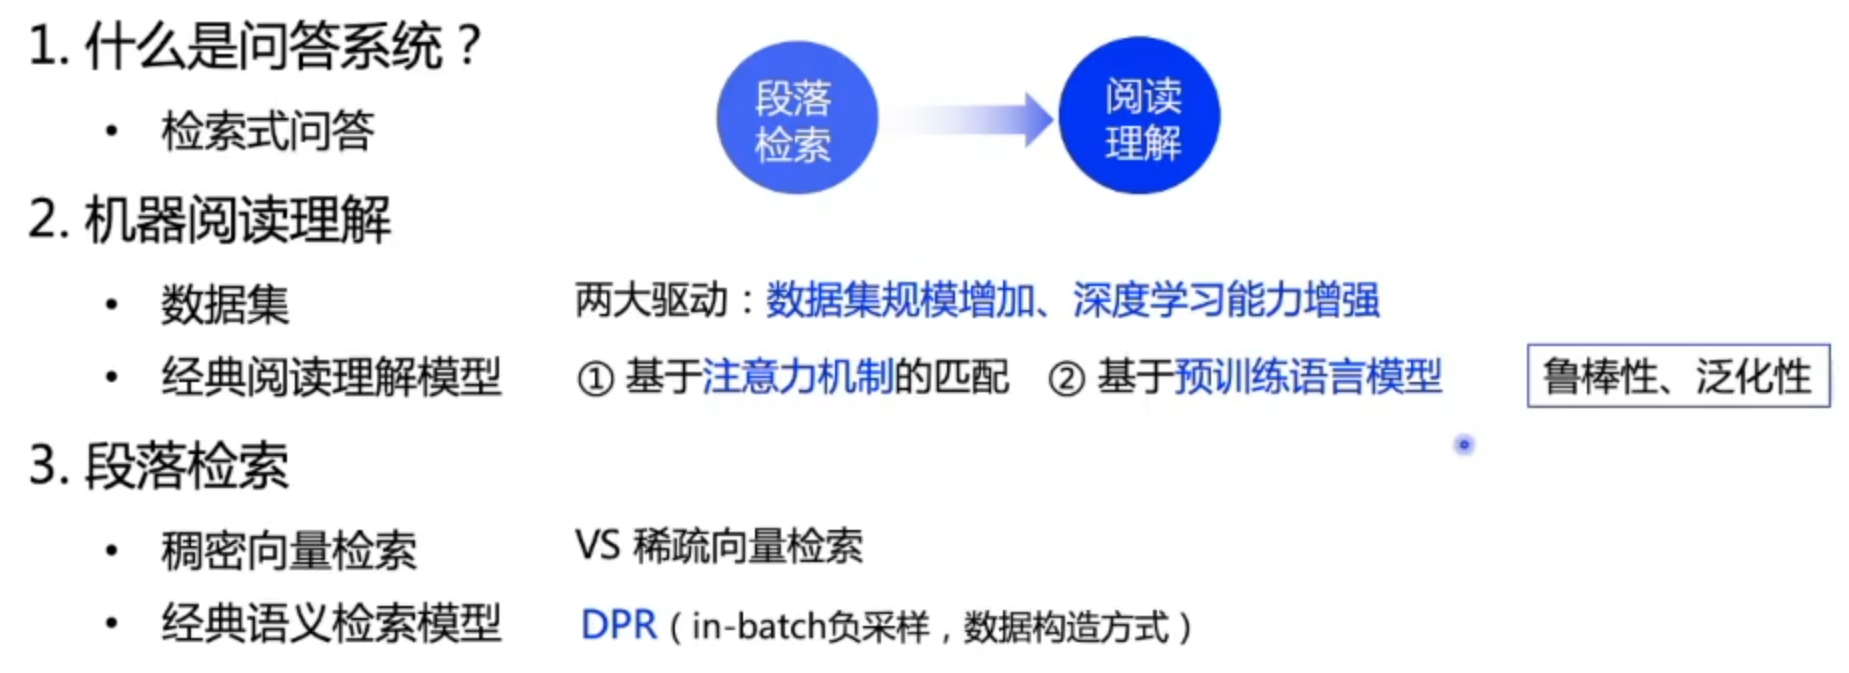 1. 什么是问答系统？
• 检索式问答
段落
检索
阅读
理解
2. 机器阅读理解
• 数据集 两大驱动：数据集规模增加、深度学习能力增强
• 经典阅读理解模型 ① 基于注意力机制的匹配 ② 基于预训练语言模型 鲁棒性、泛化性
3. 段落检索
• 稠密向量检索 VS 稀疏向量检索
• 经典语义检索模型 DPR（in-batch负采样，数据构造方式）